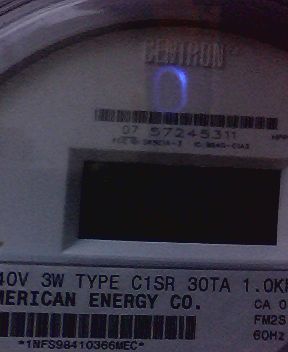 CENTRON
07 57245311
40V 3W TYPE C1SR 30TA 1.0K
MERICAN ENERGY CO.
CA 0
FM2S
60Hz
*1NFS98410366MEC*